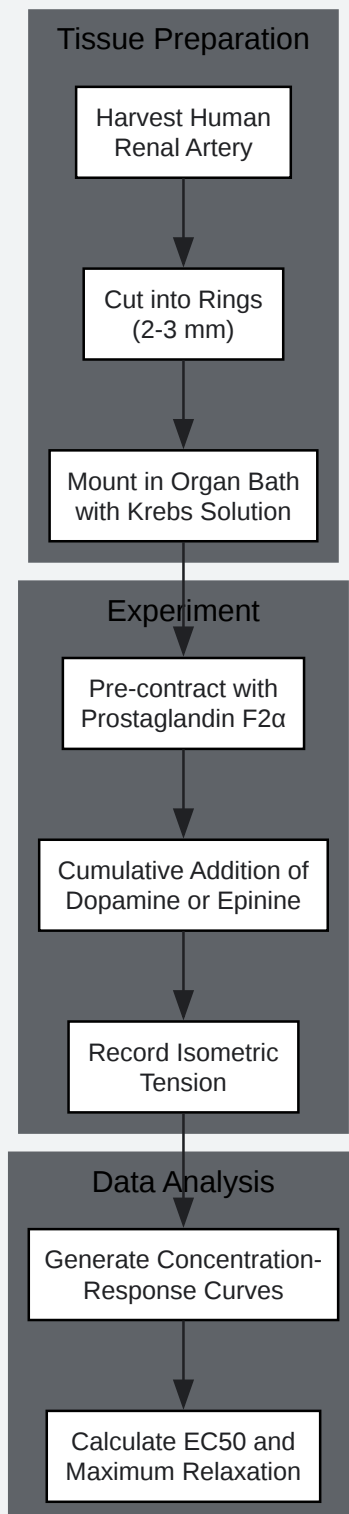 Tissue Preparation
Harvest Human
Renal Artery
Cut into Rings
(2-3 mm)
Mount in Organ Bath
with Krebs Solution
Experiment
Pre-contract with
Prostaglandin F2α
Cumulative Addition of
Dopamine or Epinine
Record Isometric
Tension
Data Analysis
Generate Concentration-
Response Curves
Calculate EC50 and
Maximum Relaxation